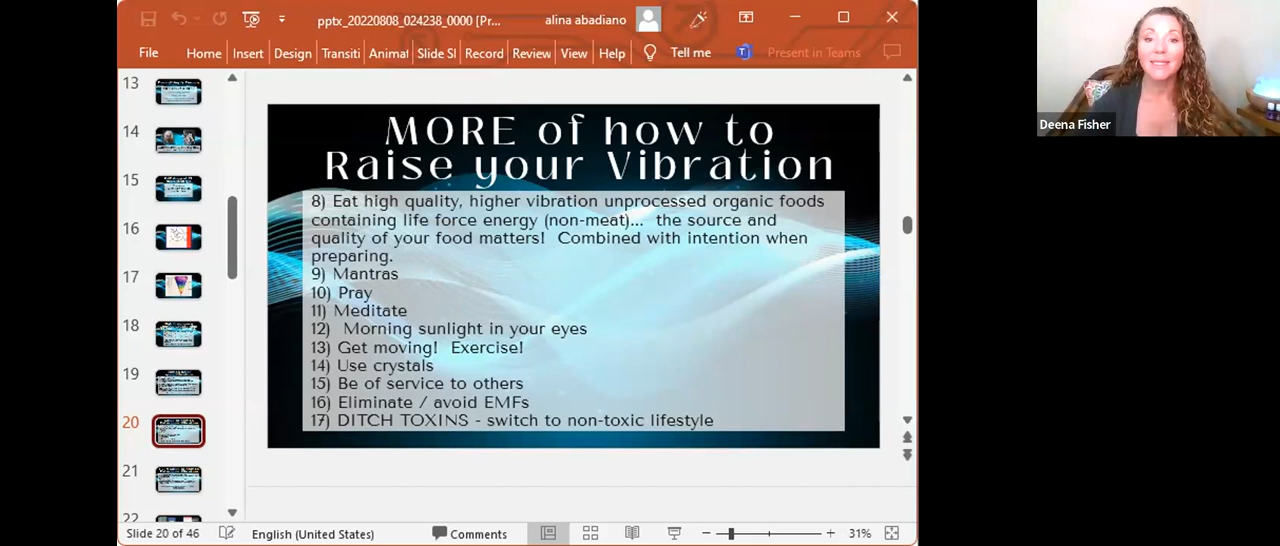 pptx_20220808_024238_0000 [Pr...
alina abadiano
File Home Insert Design Transiti Animal Slide Sl Record Review View Help Tell me Present in Teams
13
14
15
16
17
18
19
20
21
22
MORE of how to
Raise your Vibration
8) Eat high quality, higher vibration unprocessed organic foods
containing life force energy (non-meat)... the source and
quality of your food matters! Combined with intention when
preparing.
9) Mantras
10) Pray
11) Meditate
12) Morning sunlight in your eyes
13) Get moving! Exercise!
14) Use crystals
15) Be of service to others
16) Eliminate / avoid EMFs
17) DITCH TOXINS - switch to non-toxic lifestyle
Slide 20 of 46 English (United States) Comments 31%
Deena Fisher